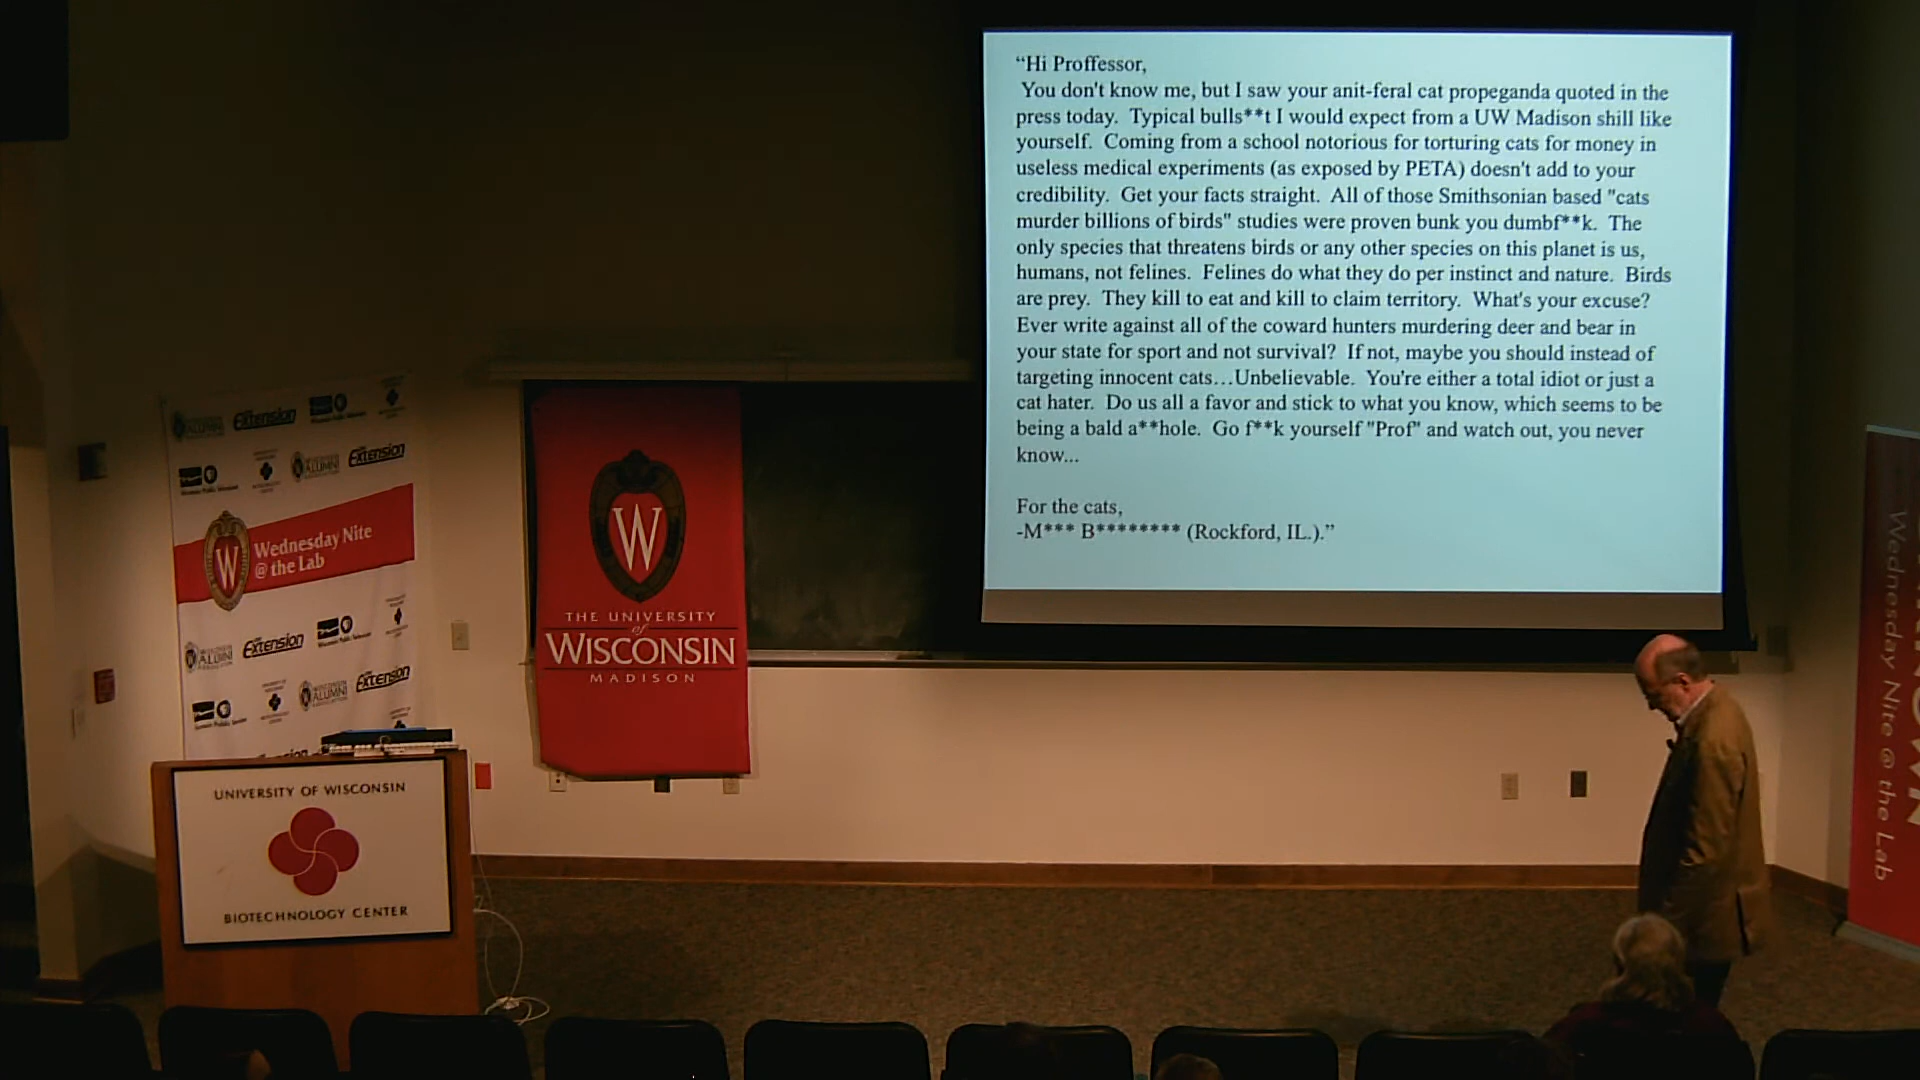 “Hi Proffessor,
You don't know me, but I saw your anit-feral cat propeganda quoted in the
press today. Typical bulls**t I would expect from a UW Madison shill like
yourself. Coming from a school notorious for torturing cats for money in
useless medical experiments (as exposed by PETA) doesn't add to your
credibility. Get your facts straight. All of those Smithsonian based "cats
murder billions of birds" studies were proven bunk you dumbf**k. The
only species that threatens birds or any other species on this planet is us,
humans, not felines. Felines do what they do per instinct and nature. Birds
are prey. They kill to eat and kill to claim territory. What's your excuse?
Ever write against all of the coward hunters murdering deer and bear in
your state for sport and not survival? If not, maybe you should instead of
targeting innocent cats…Unbelievable. You're either a total idiot or just a
cat hater. Do us all a favor and stick to what you know, which seems to be
being a bald a**hole. Go f**k yourself "Prof" and watch out, you never
know...
For the cats,
-M*** B******** (Rockford, IL.).”
Extension
Extension
W
Wednesday Nite
@ the Lab
Extension
Extension
W
THE UNIVERSITY
of
WISCONSIN
MADISON
UNIVERSITY OF WISCONSIN
BIOTECHNOLOGY CENTER
Wednesday Nite @ the Lab